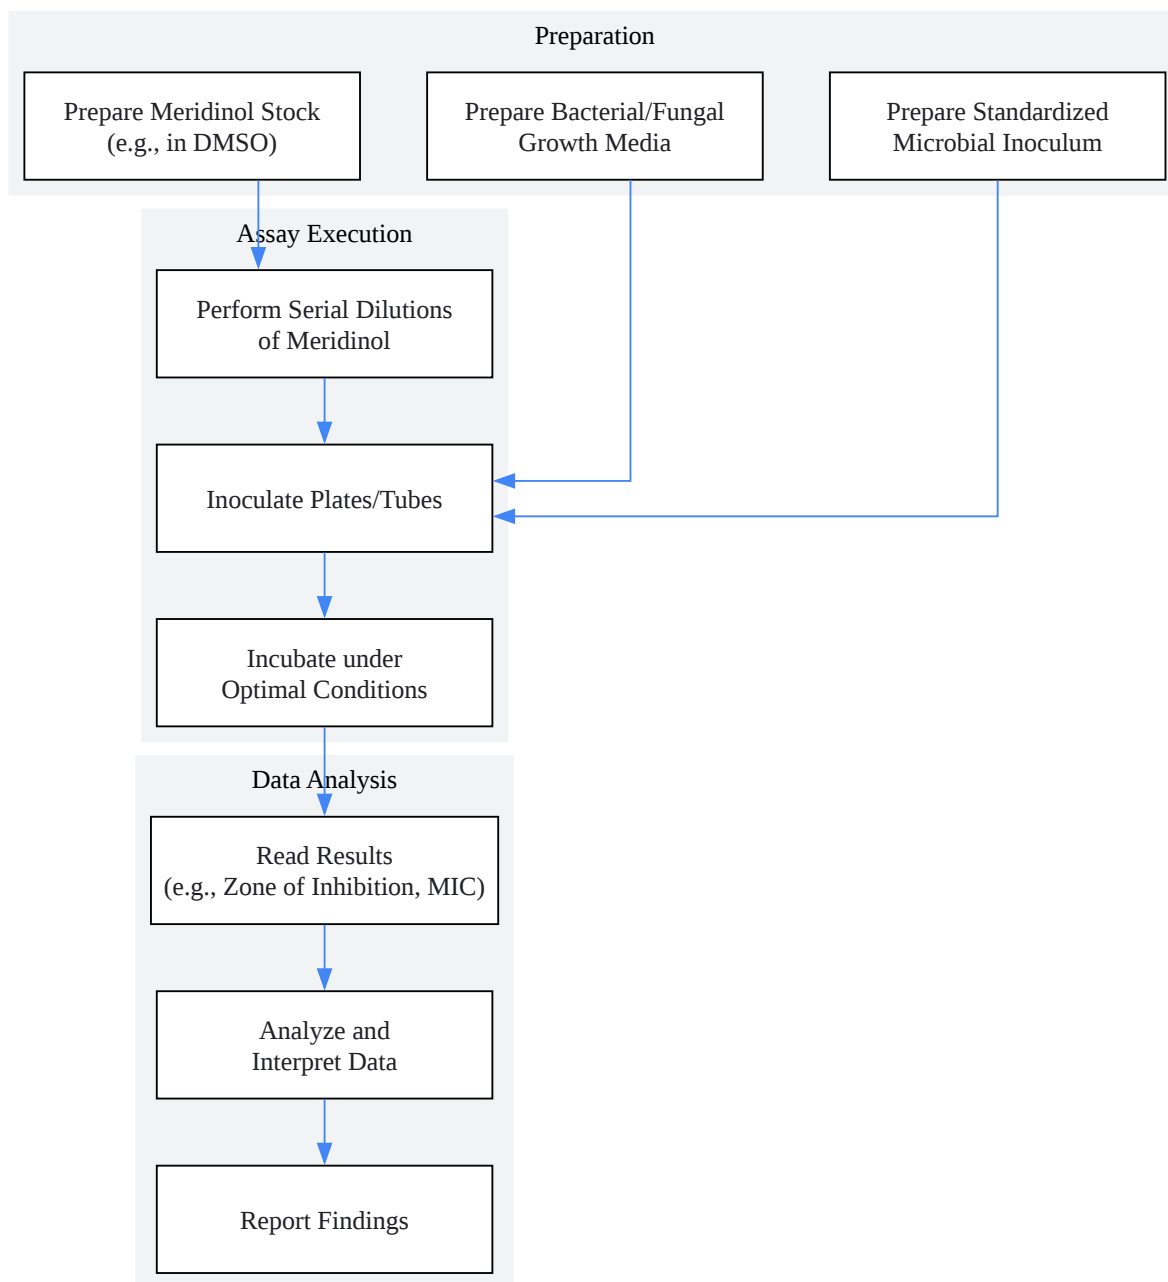 Preparation
Prepare Meridinol Stock
(e.g., in DMSO)
Prepare Bacterial/Fungal
Growth Media
Prepare Standardized
Microbial Inoculum
Assay Execution
Perform Serial Dilutions
of Meridinol
Inoculate Plates/Tubes
Incubate under
Optimal Conditions
Data Analysis
Read Results
(e.g., Zone of Inhibition, MIC)
Analyze and
Interpret Data
Report Findings